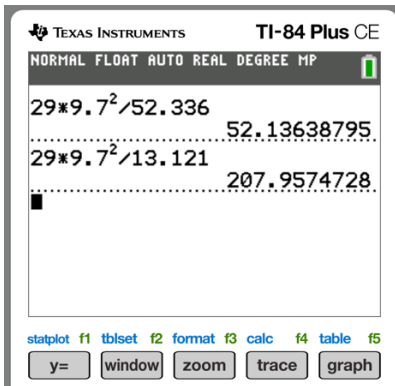 TEXAS INSTRUMENTS TI-84 Plus CE
NORMAL FLOAT AUTO REAL DEGREE MP
29*9.7²/52.336
52.13638795
29*9.7²/13.121
207.9574728
statplot f1 tblset f2 format f3 calc f4 table f5
y= window zoom trace graph